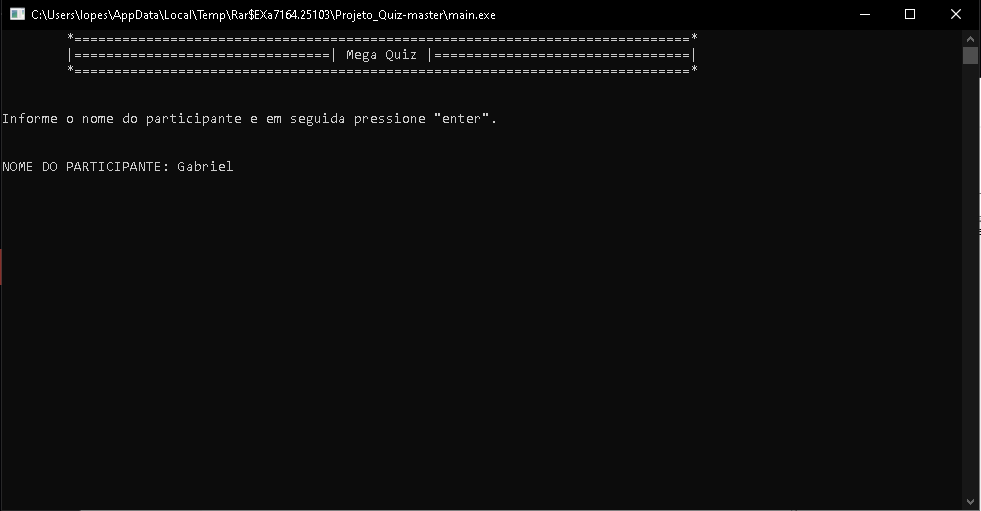 C:\Users\lopes\AppData\Local\Temp\Rar$EXa7164.25103\Projeto_Quiz-master\main.exe
*=============================================================================*
|================================| Mega Quiz |================================|
*=============================================================================*
Informe o nome do participante e em seguida pressione "enter".
NOME DO PARTICIPANTE: Gabriel